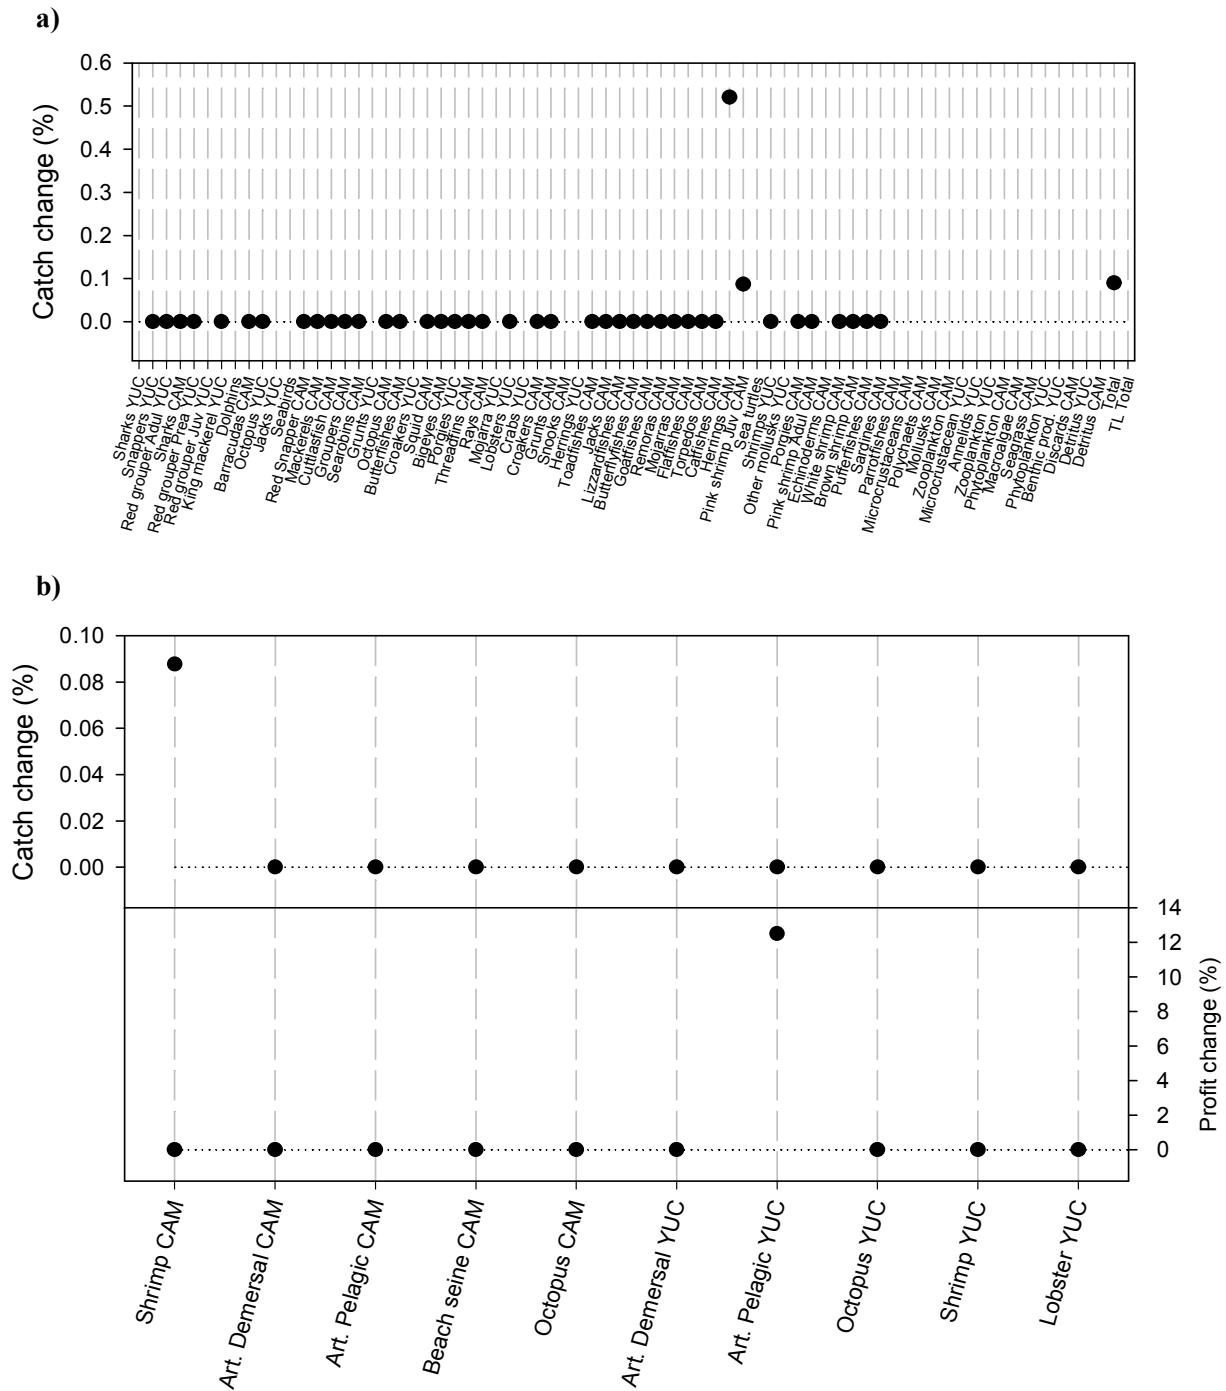 a)
0.6
0.5
0.4
0.3
0.2
0.1
0.0
Catch change (%)
Sharks YUC
Snappers YUC
Red grouper Adul YUC
Sharks CAM
Red grouper Prea YUC
Red grouper Juv YUC
King mackerel YUC
Dolphins
Barracudas CAM
Octopus YUC
Jacks YUC
Seabirds
Red Snapper CAM
Mackerels CAM
Cuttlasfish CAM
Groupers CAM
Searobins CAM
Grunts YUC
Octopus CAM
Butterfishes CAM
Croakers YUC
Squid CAM
Bigeyes CAM
Porgies YUC
Threadfins CAM
Rays CAM
Mojarra YUC
Lobsters YUC
Crabs YUC
Croakers CAM
Grunts CAM
Snooks CAM
Herrings YUC
Toadfishes CAM
Jacks CAM
Lizzardfishes CAM
Butterflyfishes CAM
Goatfishes CAM
Remoras CAM
Mojarras CAM
Flatfishes CAM
Torpedos CAM
Catfishes CAM
Herrings CAM
Pink shrimp Juv CAM
Sea turtles
Shrimps YUC
Other mollusks YUC
Porgies CAM
Pink shrimp Adul CAM
Echinoderms CAM
White shrimp CAM
Brown shrimp CAM
Pufferfishes CAM
Sardines CAM
Parrotfishes CAM
Microcrustaceans CAM
Polychaets CAM
Mollusks CAM
Zooplankton CAM
Microcrustacean YUC
Annelids YUC
Zooplankton YUC
Phytoplankton CAM
Macroalgae CAM
Seagrass CAM
Phytoplankton YUC
Benthic prod. YUC
Discards CAM
Detritus YUC
Detritus CAM
Total
TL Total
b)
0.10
0.08
0.06
0.04
0.02
0.00
Catch change (%)
14
12
10
8
6
4
2
0
Profit change (%)
Shrimp CAM
Art. Demersal CAM
Art. Pelagic CAM
Beach seine CAM
Octopus CAM
Art. Demersal YUC
Art. Pelagic YUC
Octopus YUC
Shrimp YUC
Lobster YUC